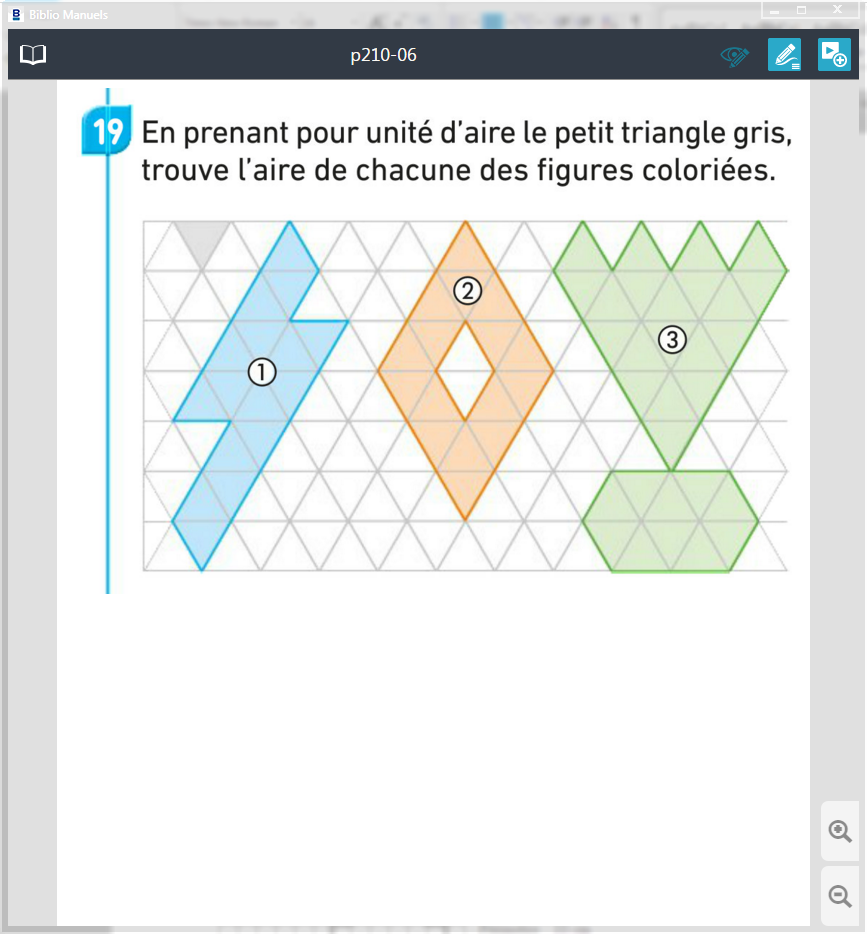 B Biblio Manuels
p210-06
19 En prenant pour unité d'aire le petit triangle gris,
trouve l'aire de chacune des figures coloriées.
2
3
1